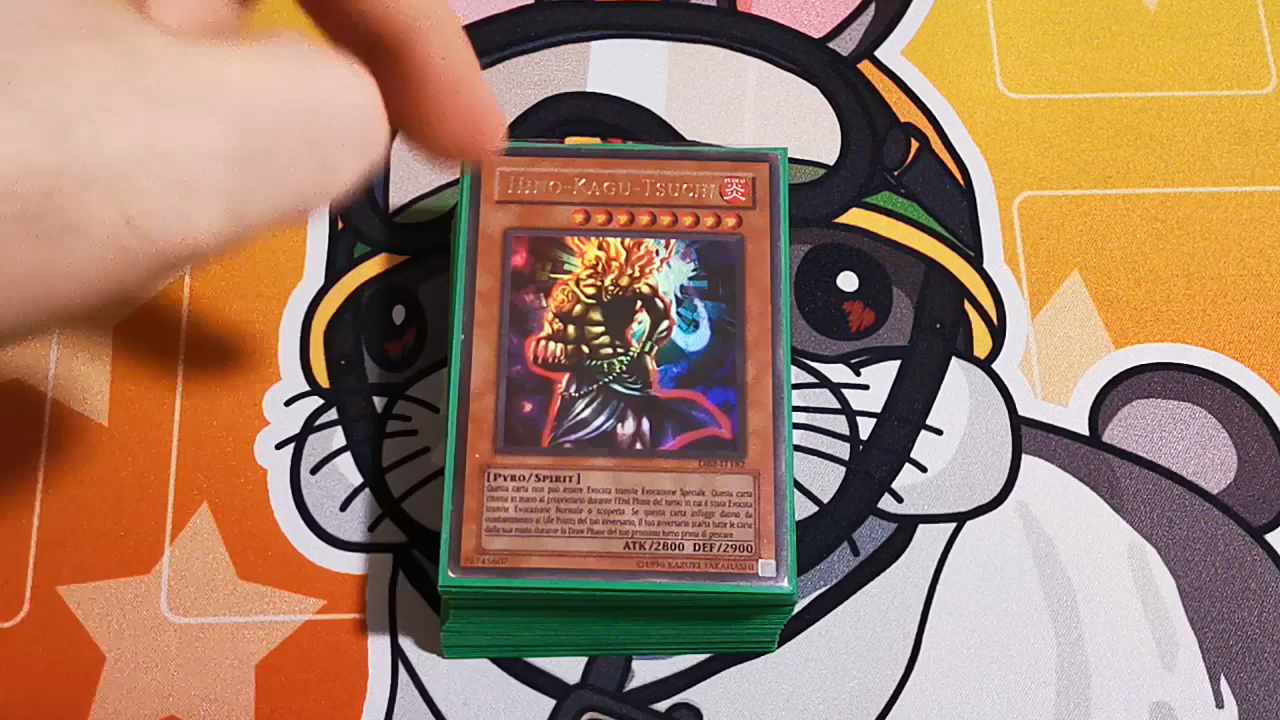 HINO-KAGU-TSUCHI
炎
[PYRO/SPIRIT]
Questa carta non può essere Evocata tramite Evocazione Speciale. Questa carta
ritorna in mano al proprietario durante l'End Phase del turno in cui è stata Evocata
tramite Evocazione Normale o scoperta. Se questa carta infligge danno da
combattimento ai Life Points del tuo avversario, il tuo avversario scarta tutte le carte
dalla sua mano durante la Draw Phase del tuo prossimo turno prima di pescare.
ATK/2800 DEF/2900
©1996 KAZUKI TAKAHASHI